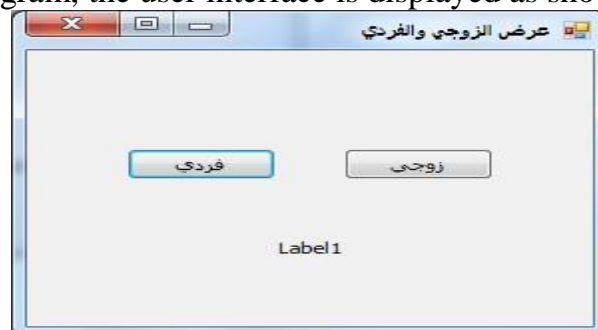 gram, the user interface is displayed as sho
عرض الزوجي والفردي
زوجي فردي
Label1